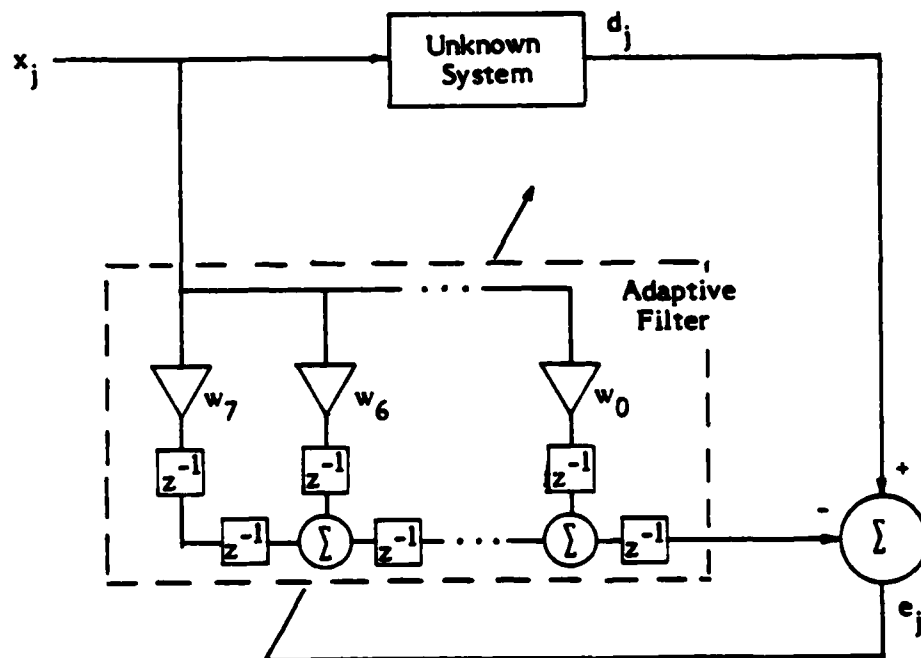 x_j
Unknown
System
d_j
Adaptive
Filter
w_7
w_6
w_0
z^-1
z^-1
z^-1
z^-1
Σ
z^-1
...
Σ
z^-1
+
-
Σ
e_j